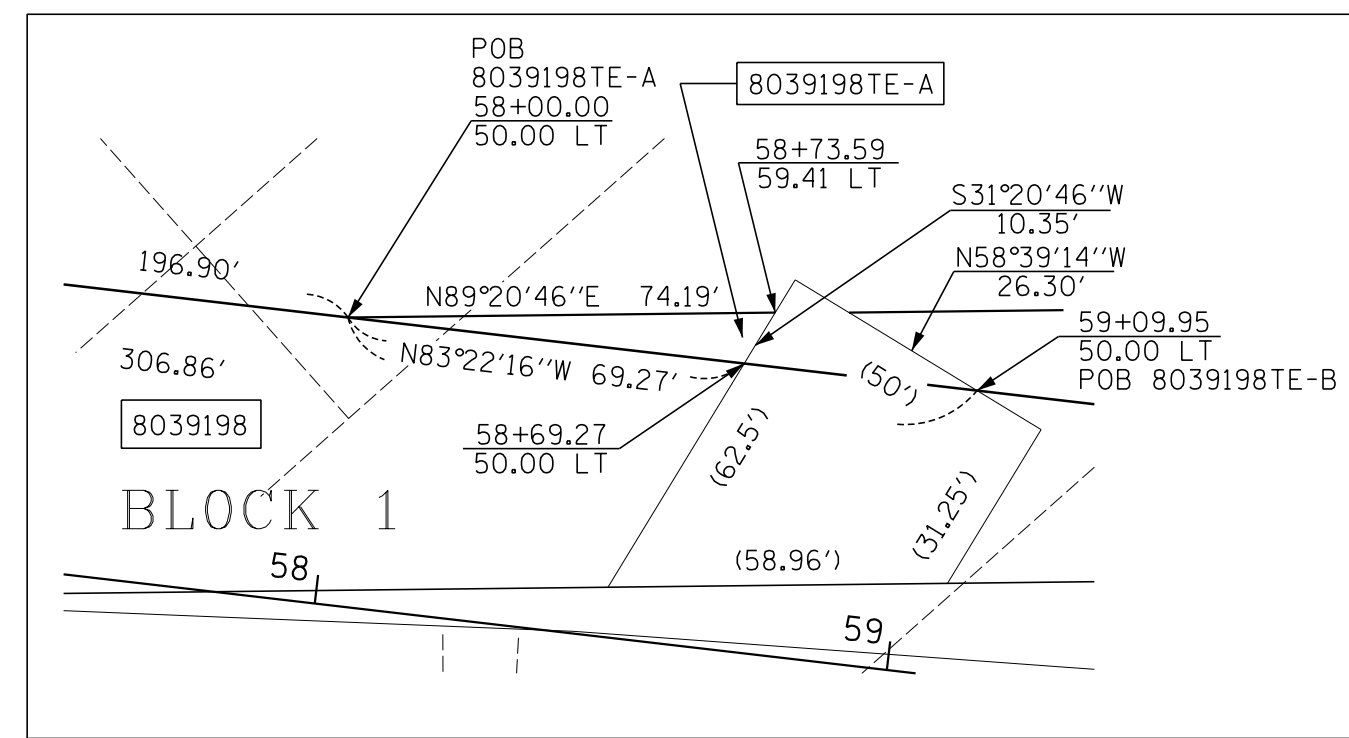 POB
8039198TE-A
58+00.00
50.00 LT
8039198TE-A
58+73.59
59.41 LT
S31°20'46''W
10.35'
N58°39'14''W
26.30'
196.90'
N89°20'46''E 74.19'
59+09.95
50.00 LT
POB 8039198TE-B
306.86'
N83°22'16''W 69.27'
(50')
8039198
58+69.27
50.00 LT
(62.5')
BLOCK 1
(31.25')
(58.96')
58
59